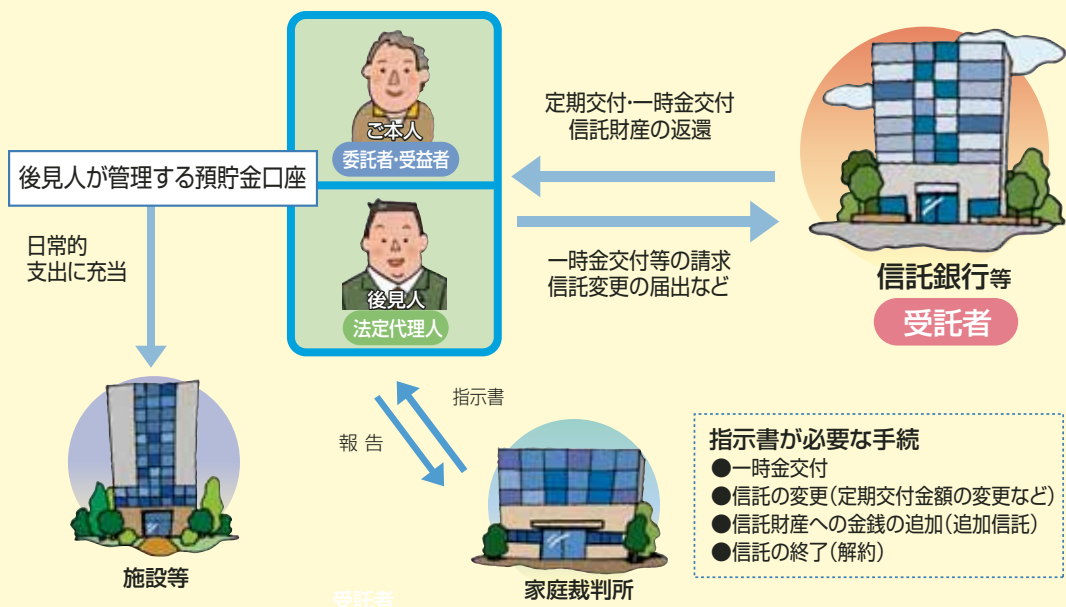 ご本人
委託者・受益者
後見人が管理する預貯金口座
後見人
法定代理人
日常的
支出に充当
定期交付・一時金交付
信託財産の返還
一時金交付等の請求
信託変更の届出など
信託銀行等
受託者
指示書
報 告
施設等
家庭裁判所
指示書が必要な手続
●一時金交付
●信託の変更(定期交付金額の変更など)
●信託財産への金銭の追加(追加信託)
●信託の終了(解約)
受託者